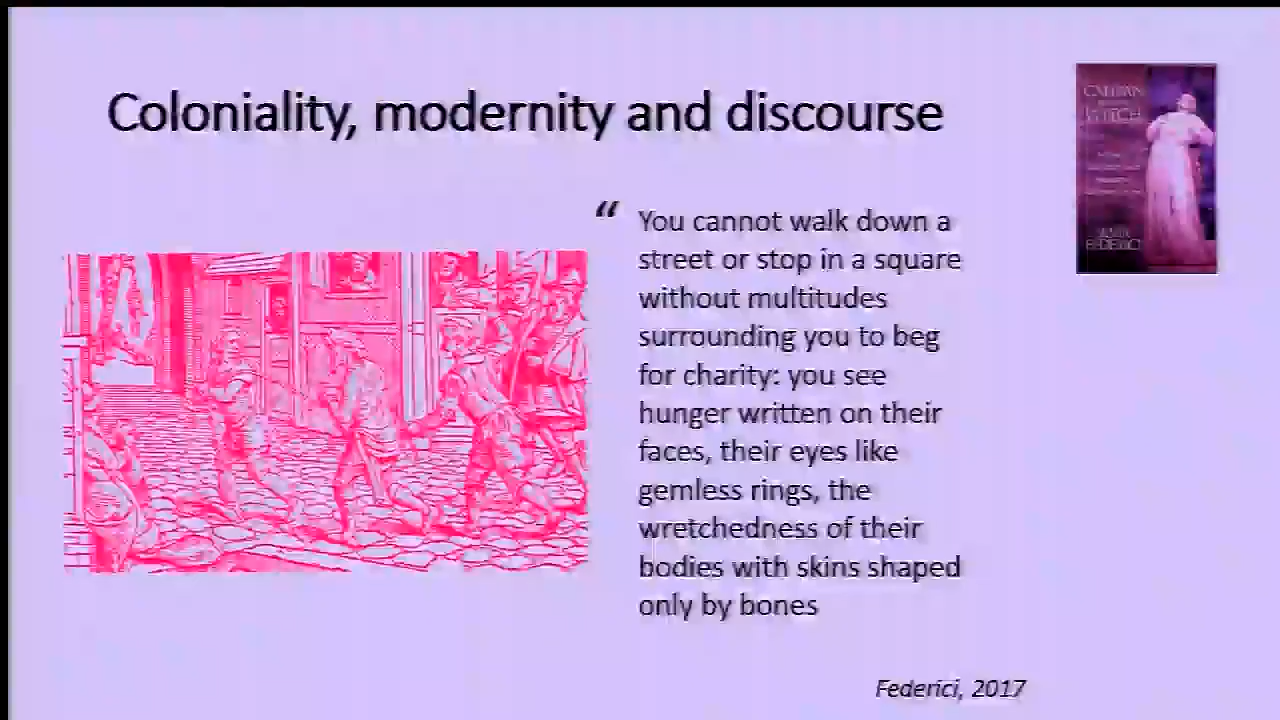 Coloniality, modernity and discourse
“ You cannot walk down a
street or stop in a square
without multitudes
surrounding you to beg
for charity: you see
hunger written on their
faces, their eyes like
gemless rings, the
wretchedness of their
bodies with skins shaped
only by bones
Federici, 2017
CALIBAN
WITCH
SILVIA
FEDERICI